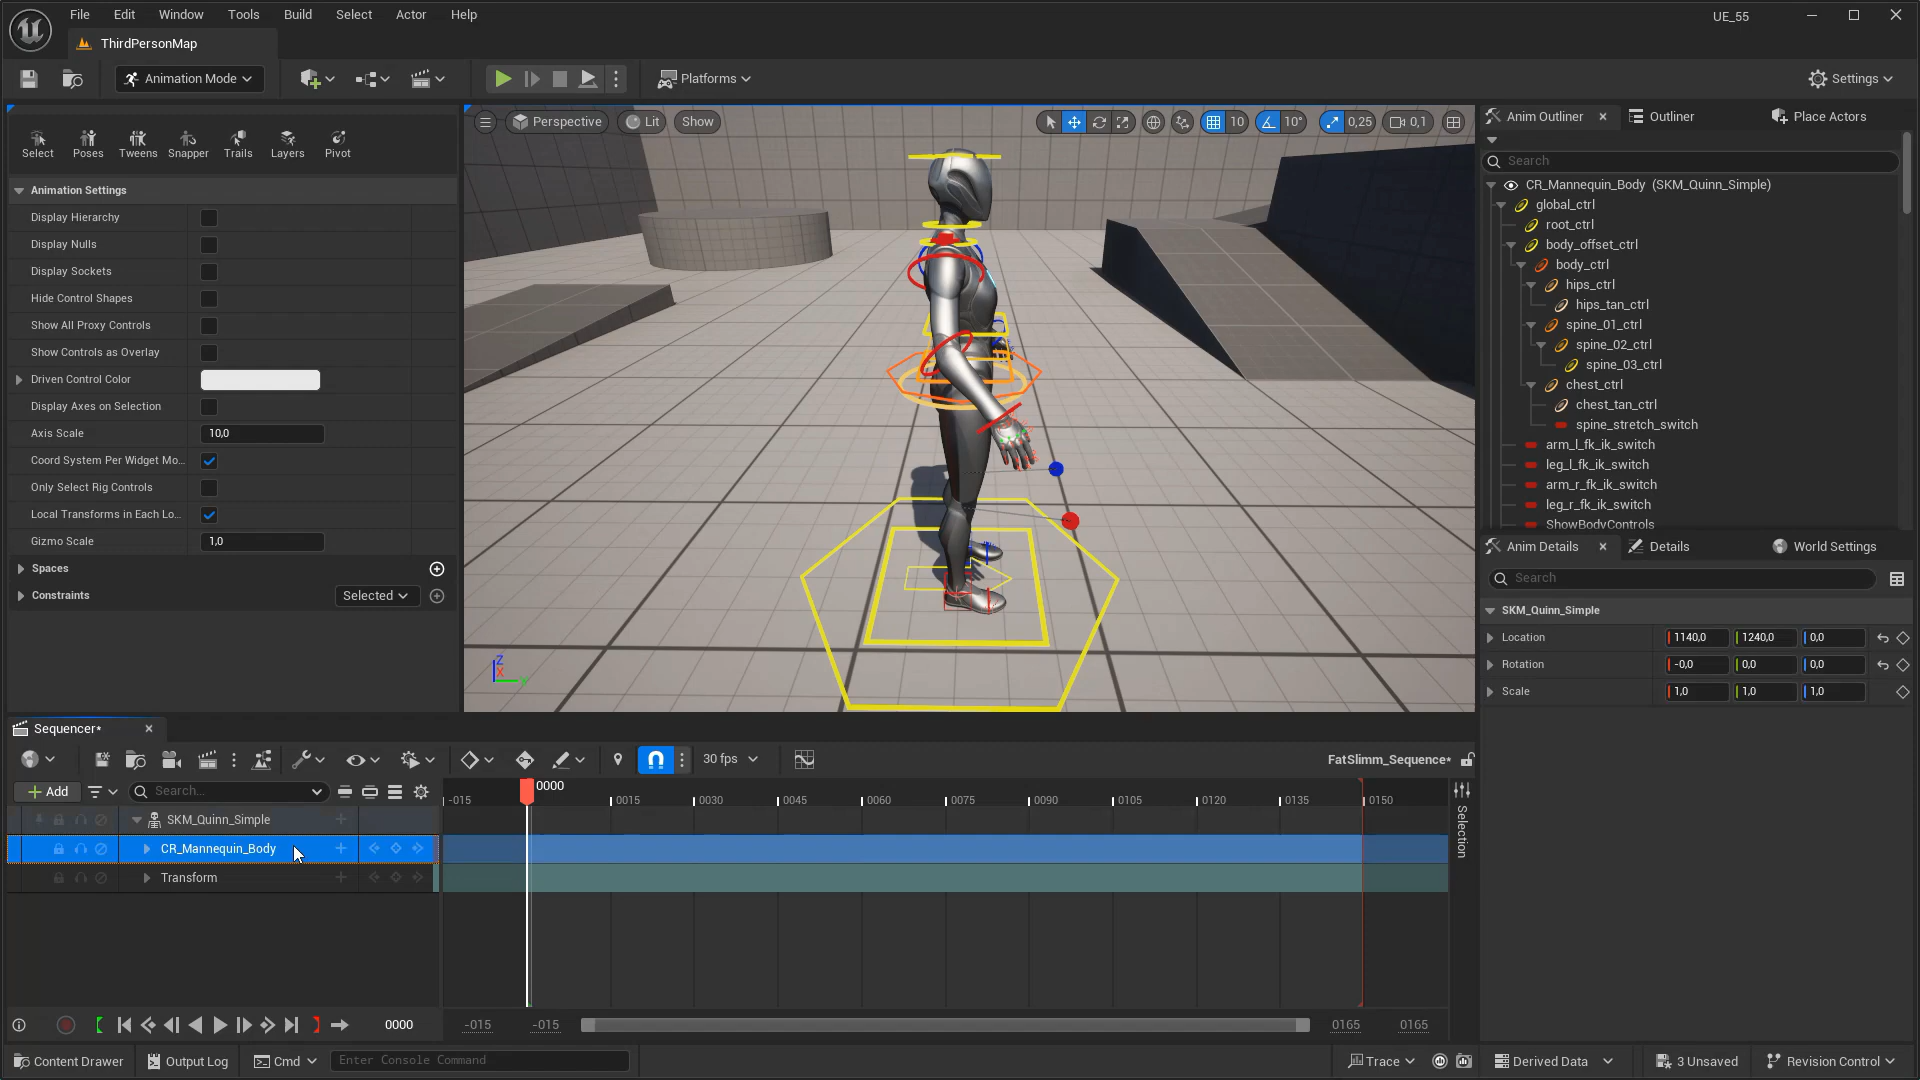 File Edit Window Tools Build Select Actor Help
UE_55
ThirdPersonMap
Animation Mode
Platforms
Settings
Select Poses Tweens Snapper Trails Layers Pivot
Animation Settings
Display Hierarchy
Display Nulls
Display Sockets
Hide Control Shapes
Show All Proxy Controls
Show Controls as Overlay
Driven Control Color
Display Axes on Selection
Axis Scale 10,0
Coord System Per Widget Mo...
Only Select Rig Controls
Local Transforms in Each Lo...
Gizmo Scale 1,0
Spaces
Constraints Selected
Perspective Lit Show
10 10° 0,25 0,1
Z
X
Y
Anim Outliner Outliner Place Actors
Search
CR_Mannequin_Body (SKM_Quinn_Simple)
global_ctrl
root_ctrl
body_offset_ctrl
body_ctrl
hips_ctrl
hips_tan_ctrl
spine_01_ctrl
spine_02_ctrl
spine_03_ctrl
chest_ctrl
chest_tan_ctrl
spine_stretch_switch
arm_l_fk_ik_switch
leg_l_fk_ik_switch
arm_r_fk_ik_switch
leg_r_fk_ik_switch
ShowBodyControls
Anim Details Details World Settings
Search
SKM_Quinn_Simple
Location 1140,0 1240,0 0,0
Rotation -0,0 0,0 0,0
Scale 1,0 1,0 1,0
Sequencer*
30 fps
FatSlimm_Sequence*
Add Search...
0000
-015 0015 0030 0045 0060 0075 0090 0105 0120 0135 0150
Selection
SKM_Quinn_Simple
CR_Mannequin_Body
Transform
0000 -015 -015 0165 0165
Content Drawer Output Log Cmd Enter Console Command
Trace Derived Data 3 Unsaved Revision Control